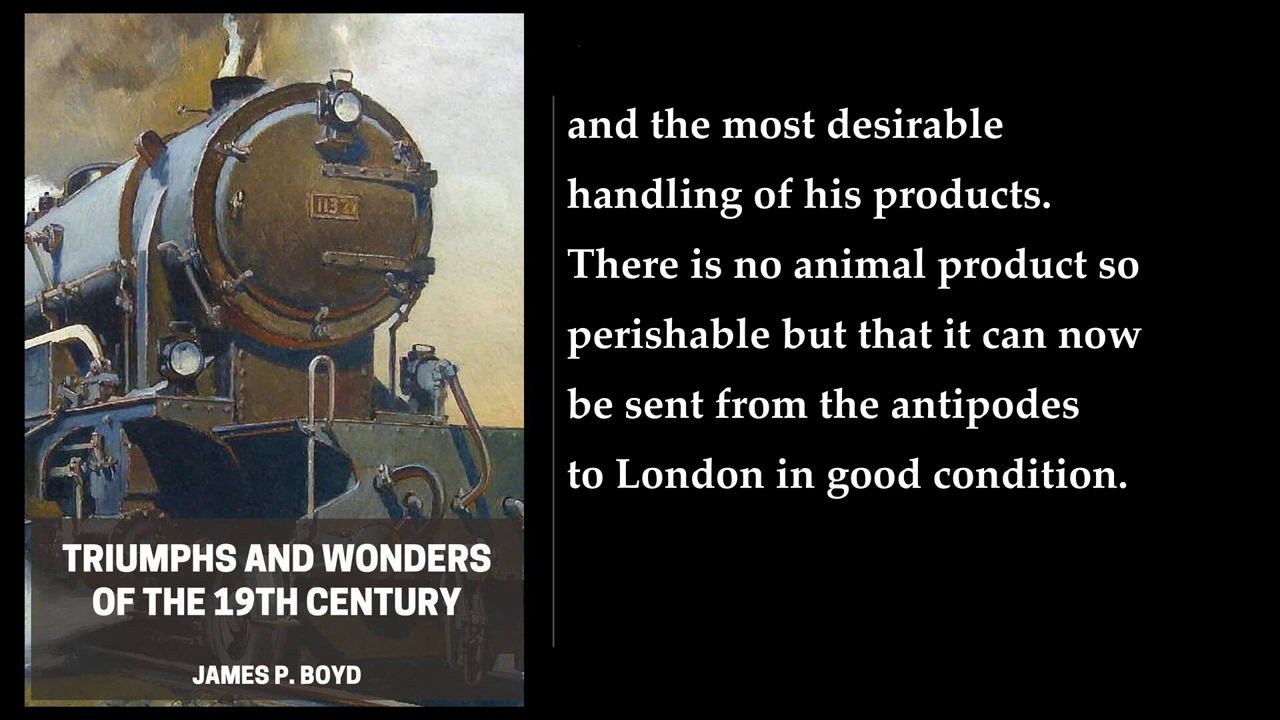 and the most desirable
handling of his products.
There is no animal product so
perishable but that it can now
be sent from the antipodes
to London in good condition.
TRIUMPHS AND WONDERS
OF THE 19TH CENTURY
JAMES P. BOYD